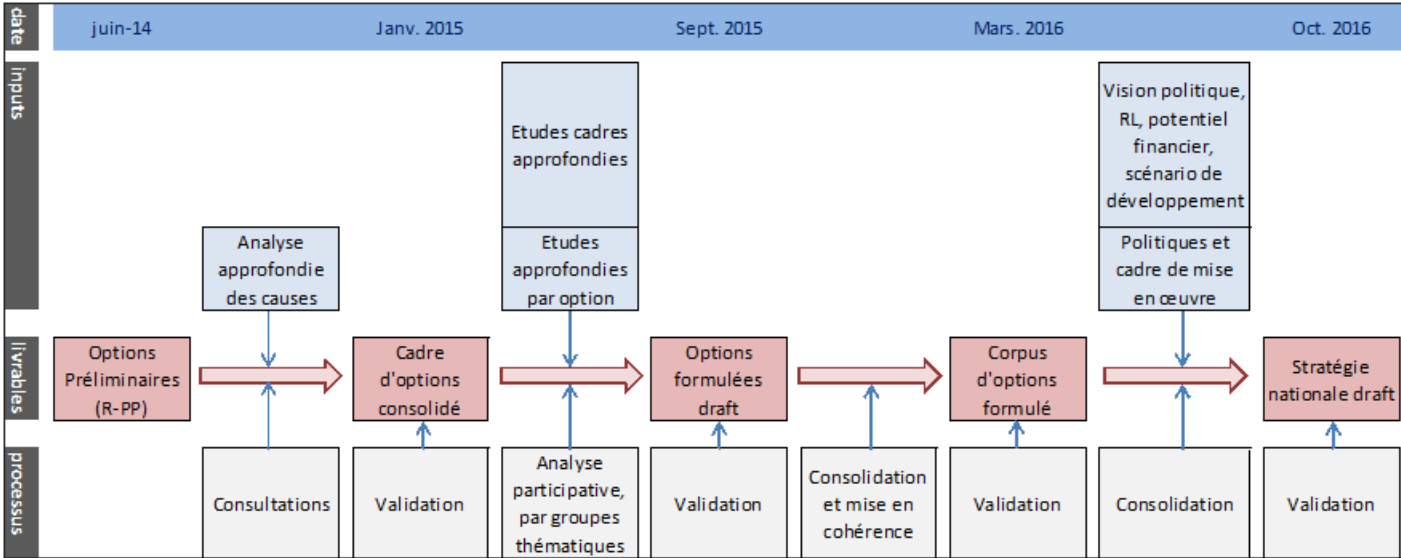 date
juin-14
Janv. 2015
Sept. 2015
Mars. 2016
Oct. 2016
inputs
Etudes cadres
approfondies
Vision politique,
RL, potentiel
financier,
scénario de
développement
Analyse
approfondie
des causes
Etudes
approfondies
par option
Politiques et
cadre de mise
en œuvre
livrables
Options
Préliminaires
(R-PP)
Cadre
d'options
consolidé
Options
formulées
draft
Corpus
d'options
formulé
Stratégie
nationale draft
processus
Consultations
Validation
Analyse
participative,
par groupes
thématiques
Validation
Consolidation
et mise en
cohérence
Validation
Consolidation
Validation